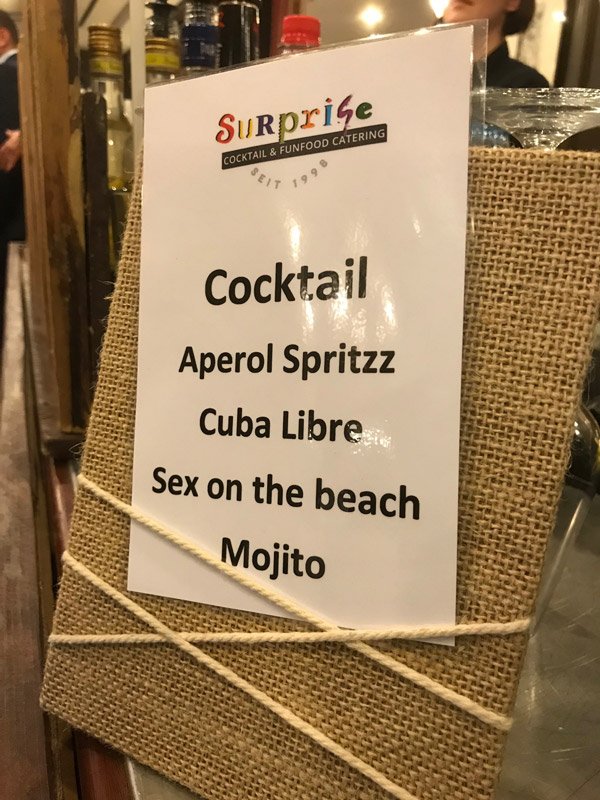 SURPRiSe
COCKTAIL & FUNFOOD CATERING
SEIT 1998
Cocktail
Aperol Spritzz
Cuba Libre
Sex on the beach
Mojito